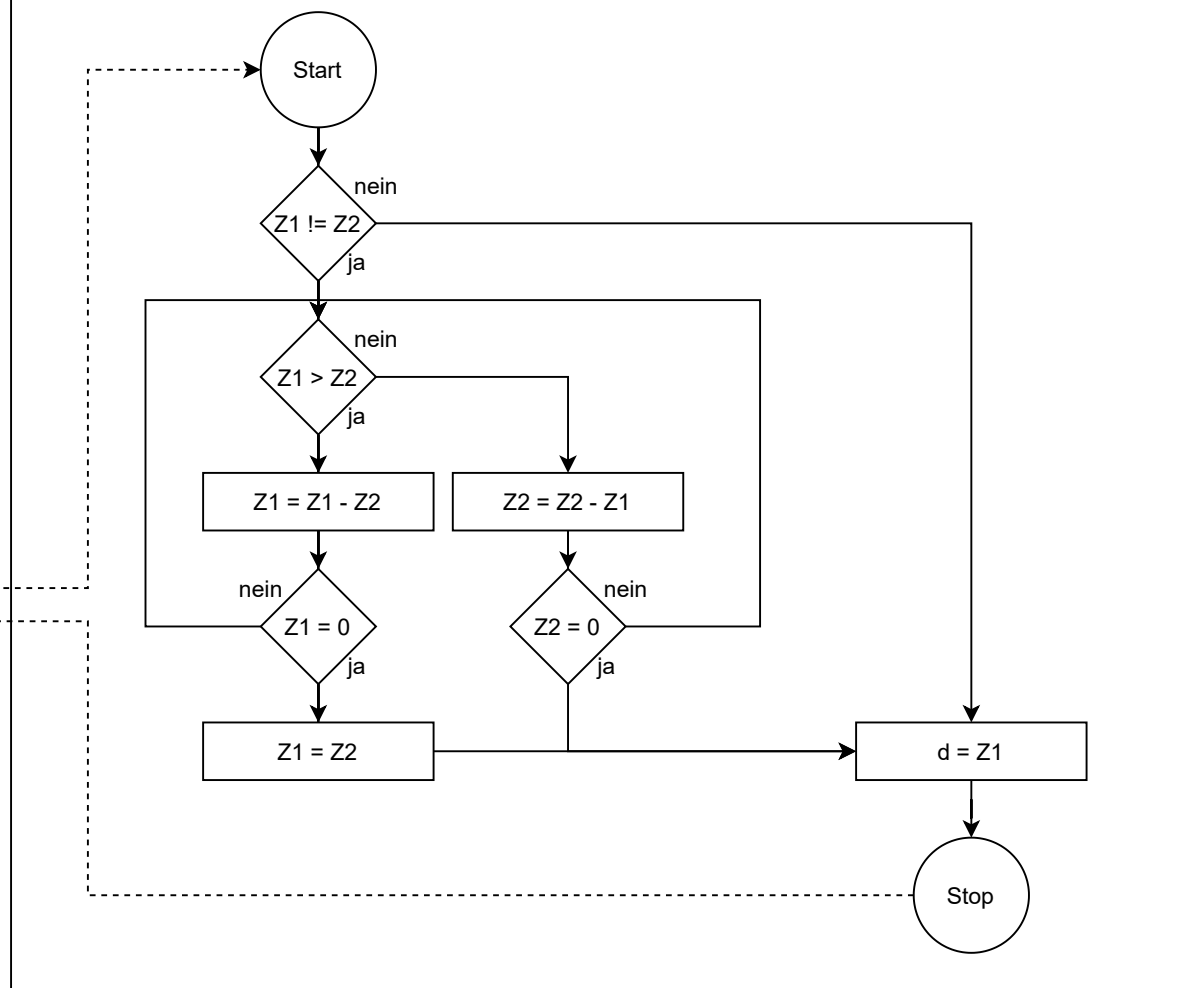 Start
nein
Z1 != Z2
ja
nein
Z1 > Z2
ja
Z1 = Z1 - Z2
Z2 = Z2 - Z1
nein
Z1 = 0
ja
nein
Z2 = 0
ja
Z1 = Z2
d = Z1
Stop